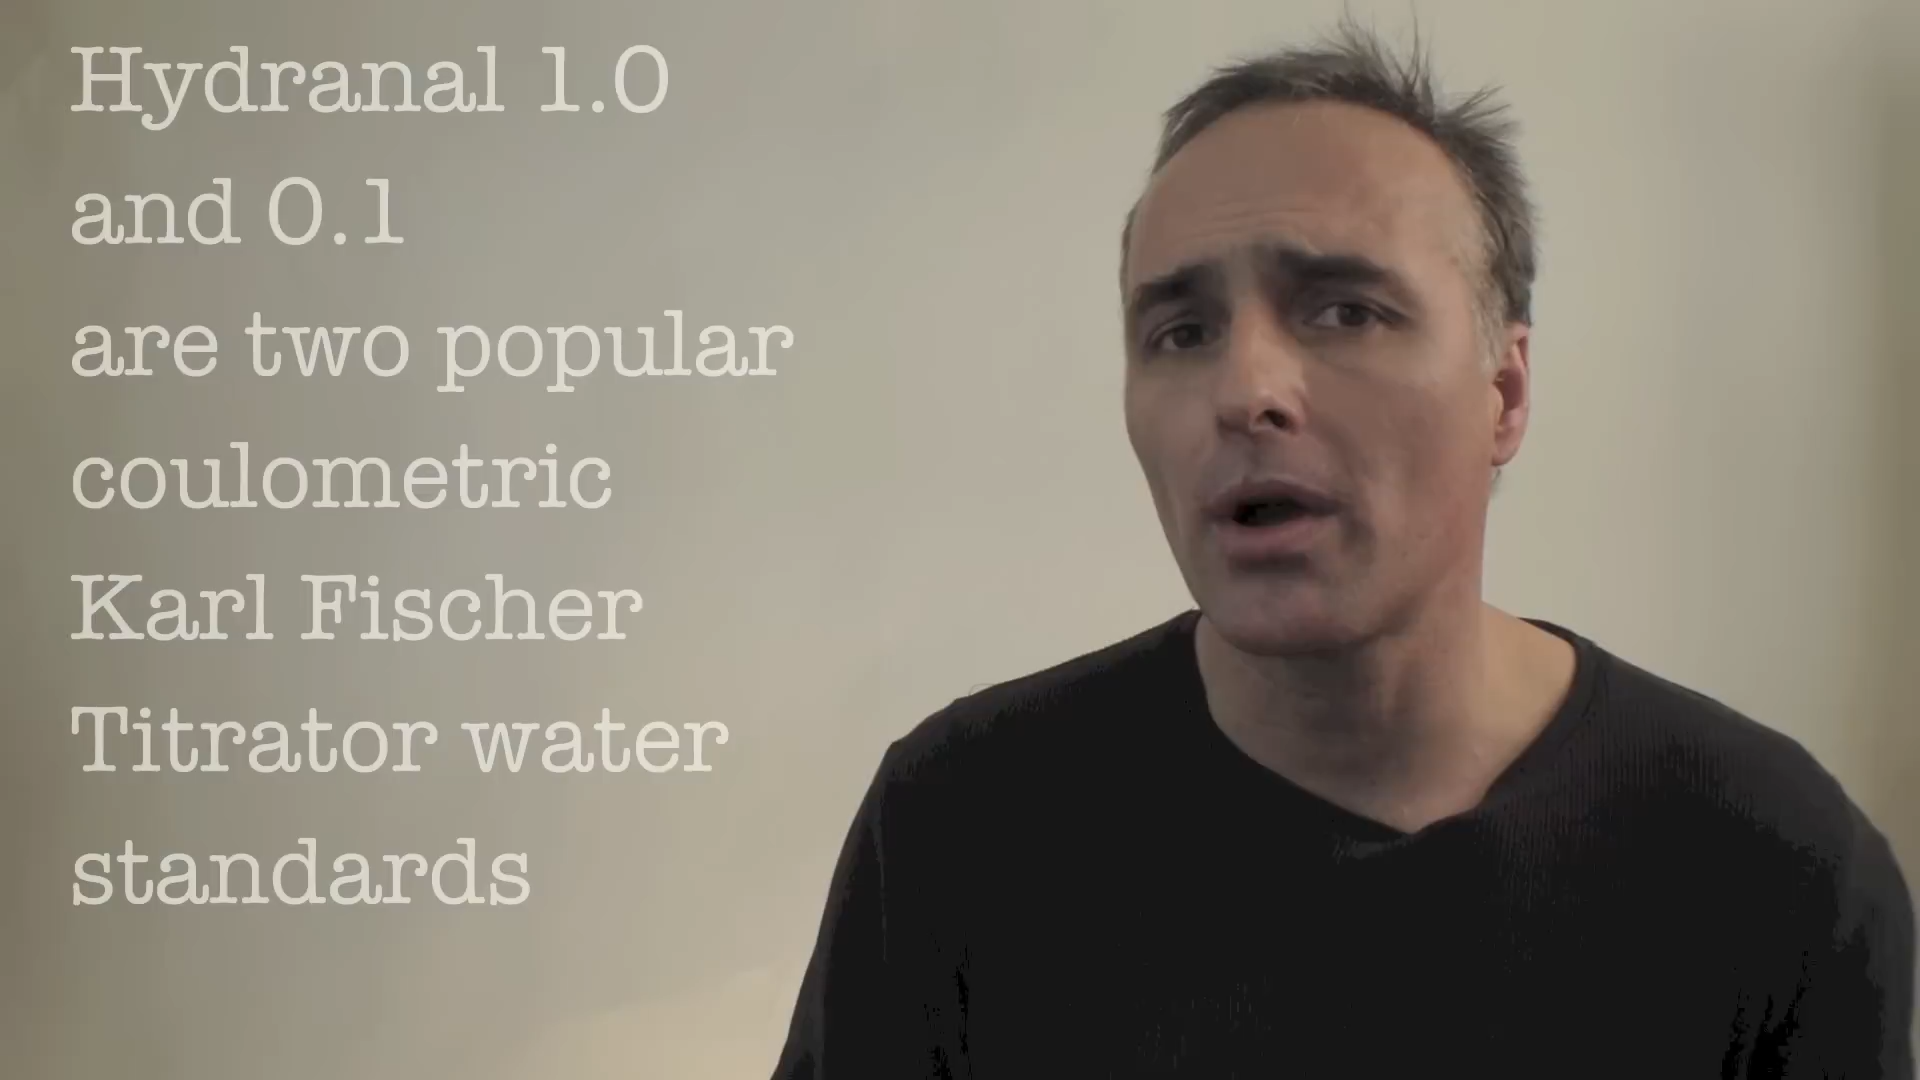 Hydranal 1.0
and 0.1
are two popular
coulometric
Karl Fischer
Titrator water
standards